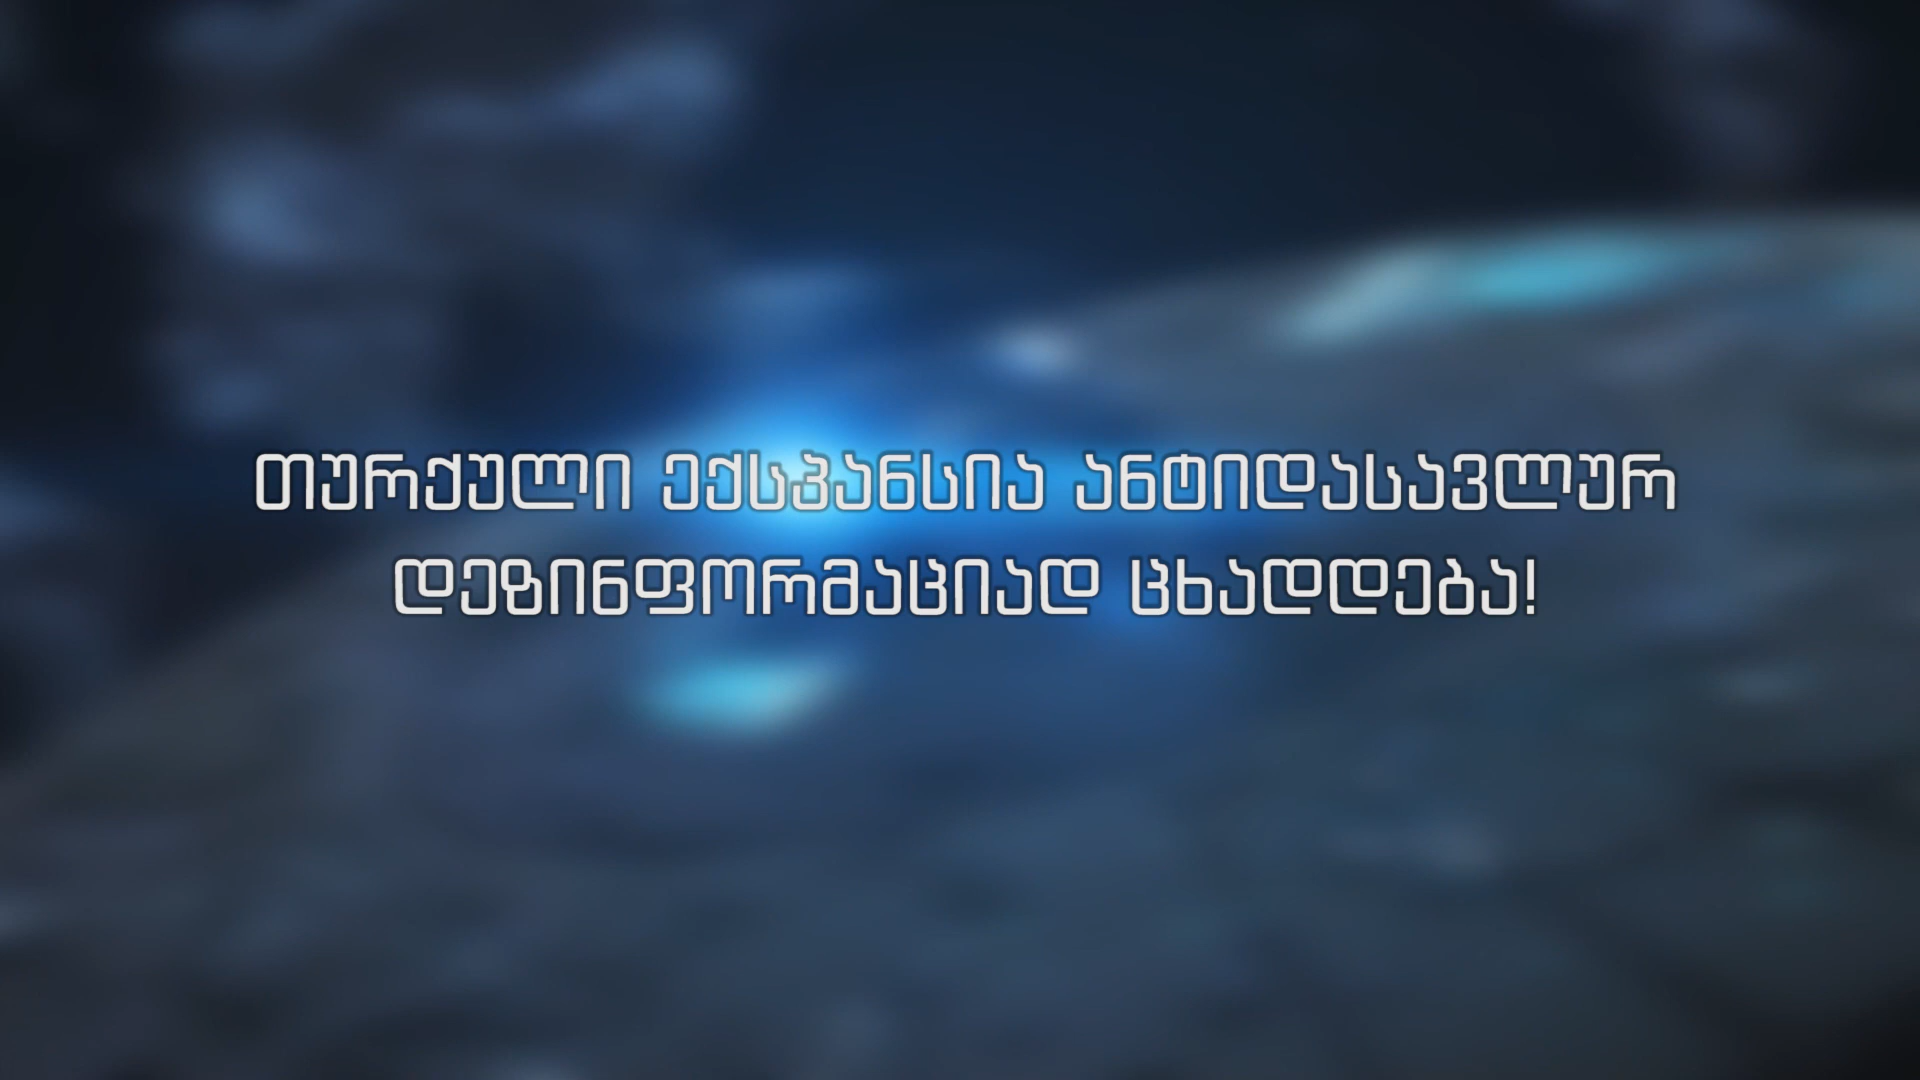 თურქული ექსპანსია ანტიდასავლურ
დეზინფორმაციად ცხადდება!